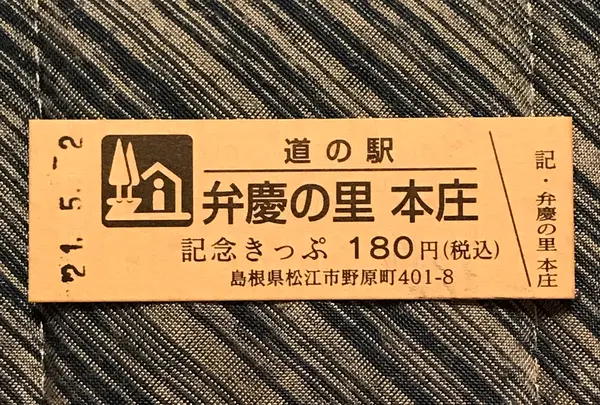 21.5.-2
道の駅
弁慶の里 本庄
記念きっぷ 180円(税込)
島根県松江市野原町401-8
記・弁慶の里 本庄